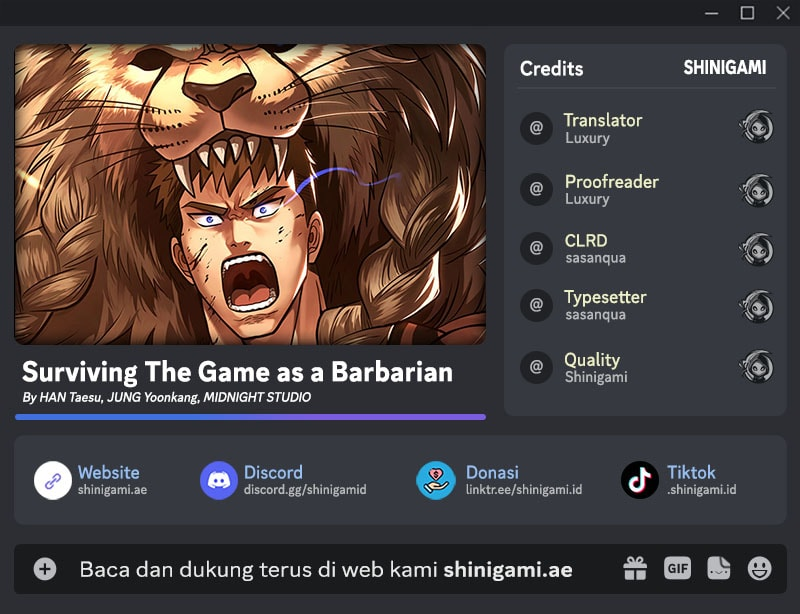 Credits
SHINIGAMI
@
Translator
Luxury
@
Proofreader
Luxury
@
CLRD
sasanqua
@
Typesetter
sasanqua
@
Quality
Shinigami
Surviving The Game as a Barbarian
By HAN Taesu, JUNG Yoonkang, MIDNIGHT STUDIO
Website
shinigami.ae
Discord
discord.gg/shinigamid
Donasi
linktr.ee/shinigami.id
Tiktok
.shinigami.id
Baca dan dukung terus di web kami shinigami.ae
GIF